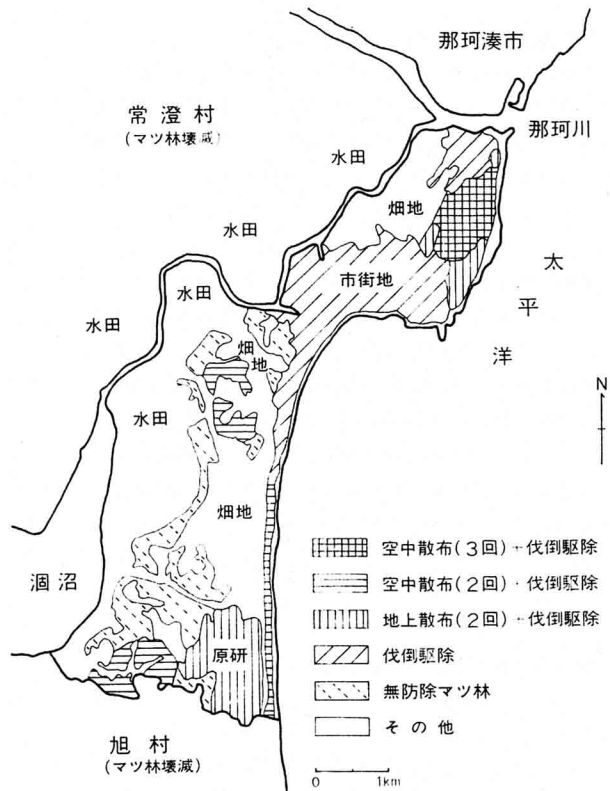 那珂湊市
常澄村
(マツ林壊滅)
那珂川
水田
畑地
水田
太平洋
市街地
水田
水田
畑地
N
水田
畑地
空中散布(3回)・伐倒駆除
涸沼
空中散布(2回)・伐倒駆除
地上散布(2回)・伐倒駆除
原研
伐倒駆除
無防除マツ林
その他
旭村
(マツ林壊滅)
0 1km